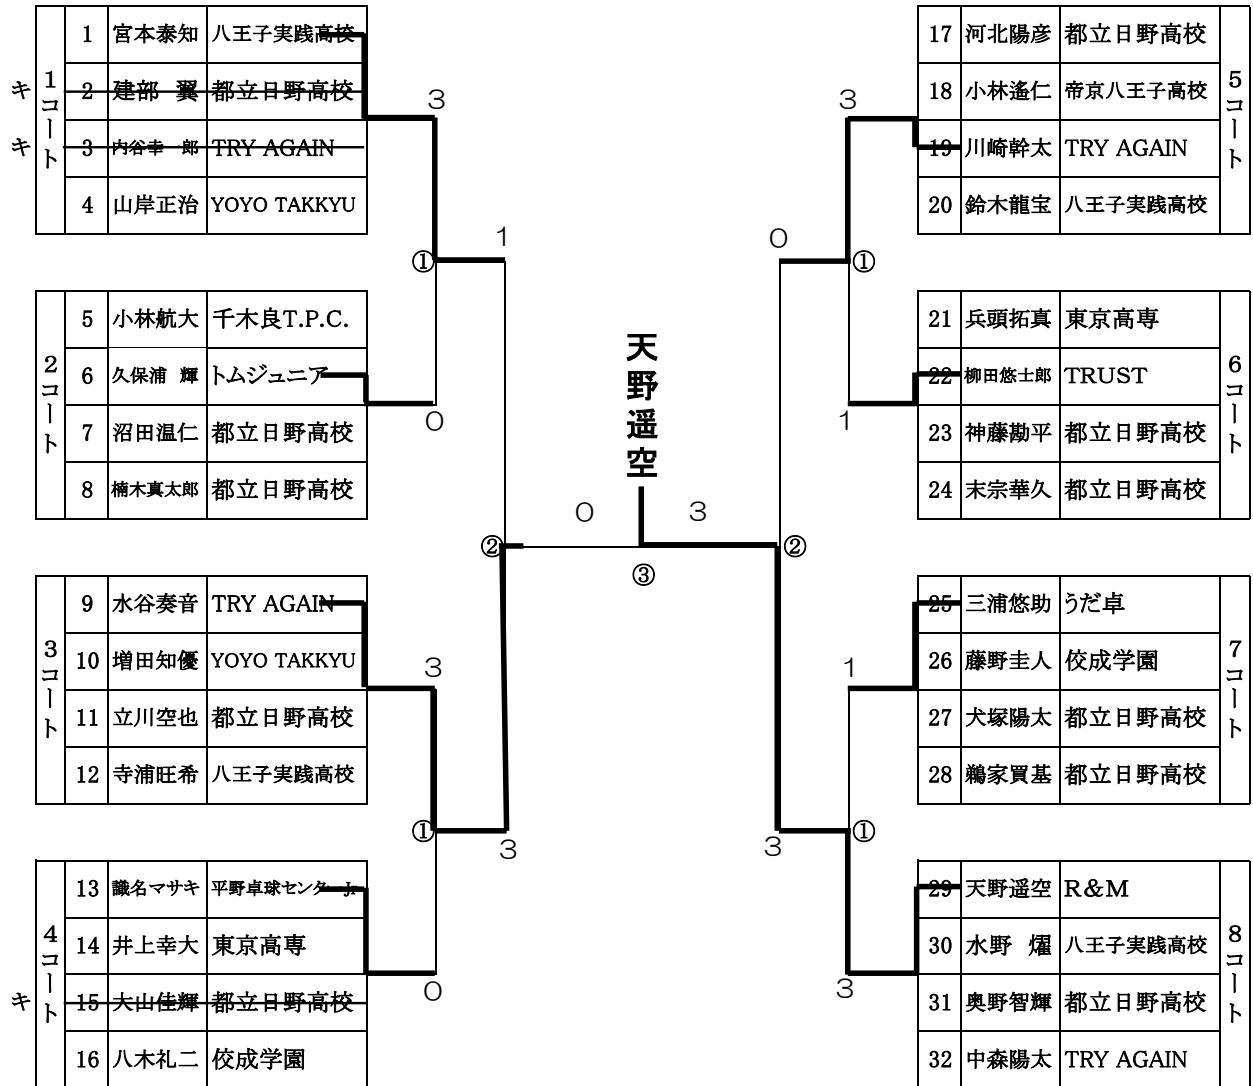 1コート
1 宮本泰知 八王子実践高校
キ 2 建部 翼 都立日野高校
キ 3 内谷幸一郎 TRY AGAIN
4 山岸正治 YOYO TAKKYU
2コート
5 小林航大 千木良T.P.C.
6 久保浦 輝 トムジュニア
7 沼田温仁 都立日野高校
8 楠木真太郎 都立日野高校
3コート
9 水谷奏音 TRY AGAIN
10 増田知優 YOYO TAKKYU
11 立川空也 都立日野高校
12 寺浦旺希 八王子実践高校
4コート
13 識名マサキ 平野卓球センターJr
14 井上幸大 東京高専
キ 15 大山佳輝 都立日野高校
16 八木礼二 佼成学園
3
①
1
0
②
3
①
3
0
天野遥空
0 3
③
3
0
①
1
②
1
3
①
3
5コート
17 河北陽彦 都立日野高校
18 小林遙仁 帝京八王子高校
19 川崎幹太 TRY AGAIN
20 鈴木龍宝 八王子実践高校
6コート
21 兵頭拓真 東京高専
22 柳田悠士郎 TRUST
23 神藤勘平 都立日野高校
24 末宗華久 都立日野高校
7コート
25 三浦悠助 うだ卓
26 藤野圭人 佼成学園
27 犬塚陽太 都立日野高校
28 鵜家買基 都立日野高校
8コート
29 天野遥空 R&M
30 水野 燿 八王子実践高校
31 奥野智輝 都立日野高校
32 中森陽太 TRY AGAIN